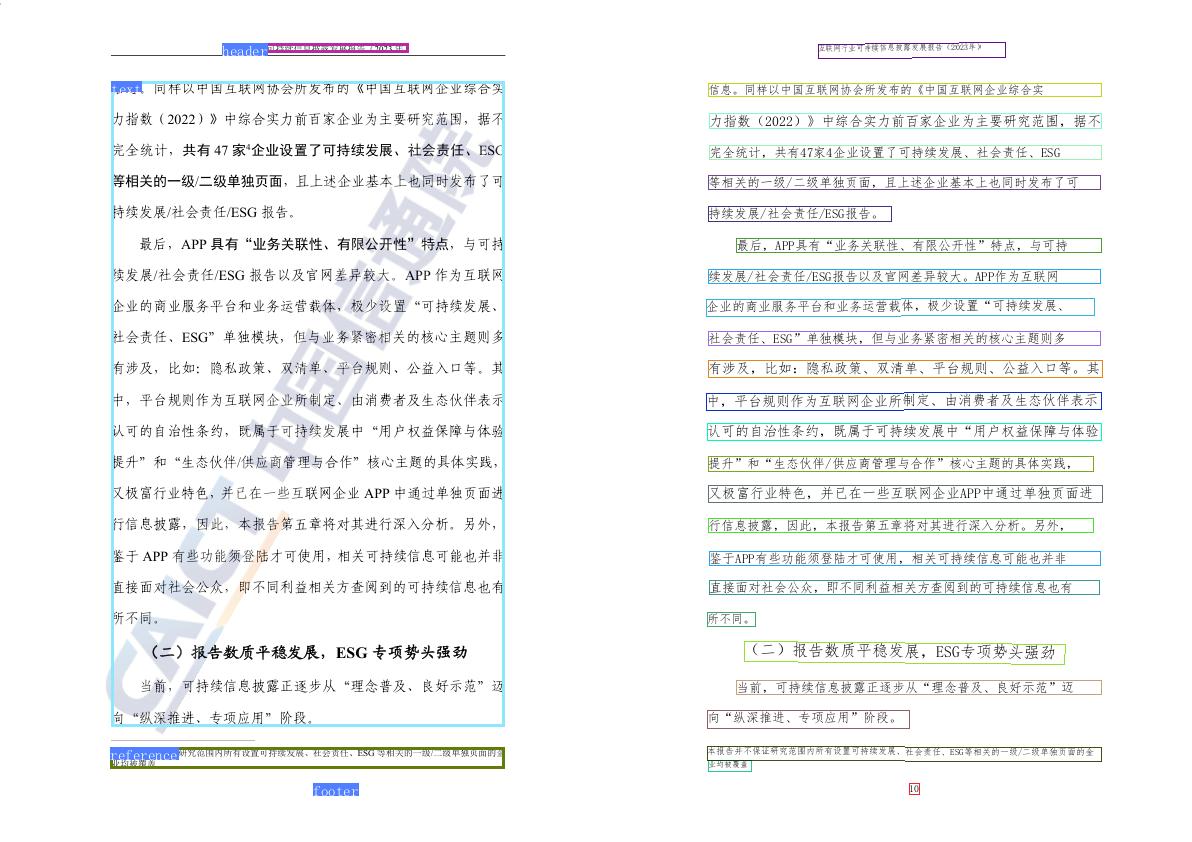 header
text 同样以中国互联网协会所发布的《中国互联网企业综合实
力指数（2022）》中综合实力前百家企业为主要研究范围，据不
完全统计，共有 47 家4企业设置了可持续发展、社会责任、ESG
等相关的一级/二级单独页面，且上述企业基本上也同时发布了可
持续发展/社会责任/ESG 报告。
最后，APP 具有“业务关联性、有限公开性”特点，与可持
续发展/社会责任/ESG 报告以及官网差异较大。APP 作为互联网
企业的商业服务平台和业务运营载体，极少设置“可持续发展、
社会责任、ESG”单独模块，但与业务紧密相关的核心主题则多
有涉及，比如：隐私政策、双清单、平台规则、公益入口等。其
中，平台规则作为互联网企业所制定、由消费者及生态伙伴表示
认可的自治性条约，既属于可持续发展中“用户权益保障与体验
提升”和“生态伙伴/供应商管理与合作”核心主题的具体实践，
又极富行业特色，并已在一些互联网企业 APP 中通过单独页面进
行信息披露，因此，本报告第五章将对其进行深入分析。另外，
鉴于 APP 有些功能须登陆才可使用，相关可持续信息可能也并非
直接面对社会公众，即不同利益相关方查阅到的可持续信息也有
所不同。
（二）报告数质平稳发展，ESG 专项势头强劲
当前，可持续信息披露正逐步从“理念普及、良好示范”迈
向“纵深推进、专项应用”阶段。
reference 研究范围内所有设置可持续发展、社会责任、ESG 等相关的一级/二级单独页面的企
业均被覆盖
footer
CAICT 中国信通院
互联网行业可持续信息披露发展报告（2023年）
信息。同样以中国互联网协会所发布的《中国互联网企业综合实
力指数（2022）》中综合实力前百家企业为主要研究范围，据不
完全统计，共有47家4企业设置了可持续发展、社会责任、ESG
等相关的一级/二级单独页面，且上述企业基本上也同时发布了可
持续发展/社会责任/ESG报告。
最后，APP具有“业务关联性、有限公开性”特点，与可持
续发展/社会责任/ESG报告以及官网差异较大。APP作为互联网
企业的商业服务平台和业务运营载体，极少设置“可持续发展、
社会责任、ESG”单独模块，但与业务紧密相关的核心主题则多
有涉及，比如：隐私政策、双清单、平台规则、公益入口等。其
中，平台规则作为互联网企业所制定、由消费者及生态伙伴表示
认可的自治性条约，既属于可持续发展中“用户权益保障与体验
提升”和“生态伙伴/供应商管理与合作”核心主题的具体实践，
又极富行业特色，并已在一些互联网企业APP中通过单独页面进
行信息披露，因此，本报告第五章将对其进行深入分析。另外，
鉴于APP有些功能须登陆才可使用，相关可持续信息可能也并非
直接面对社会公众，即不同利益相关方查阅到的可持续信息也有
所不同。
（二）报告数质平稳发展，ESG专项势头强劲
当前，可持续信息披露正逐步从“理念普及、良好示范”迈
向“纵深推进、专项应用”阶段。
本报告并不保证研究范围内所有设置可持续发展、社会责任、ESG等相关的一级/二级单独页面的企
业均被覆盖
10